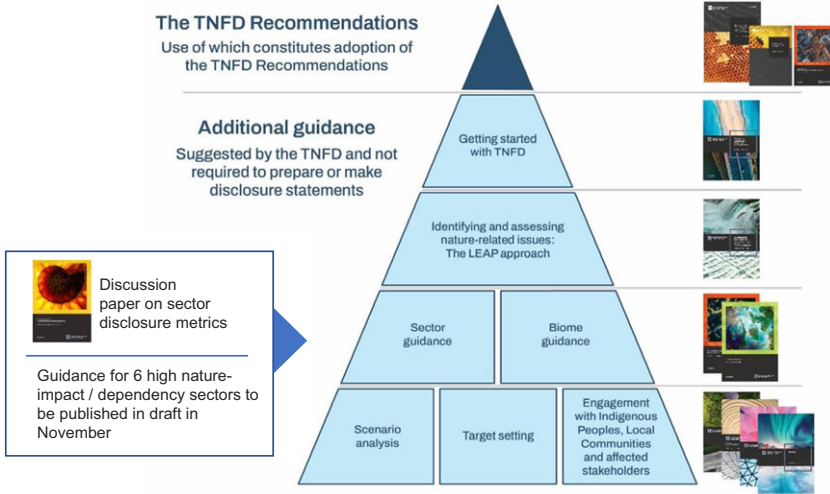 The TNFD Recommendations
Use of which constitutes adoption of
the TNFD Recommendations
Additional guidance
Suggested by the TNFD and not
required to prepare or make
disclosure statements
Getting started
with TNFD
Identifying and assessing
nature-related issues:
The LEAP approach
Discussion
paper on sector
disclosure metrics
Guidance for 6 high nature-
impact / dependency sectors to
be published in draft in
November
Sector
guidance
Biome
guidance
Scenario
analysis
Target setting
Engagement
with Indigenous
Peoples, Local
Communities
and affected
stakeholders